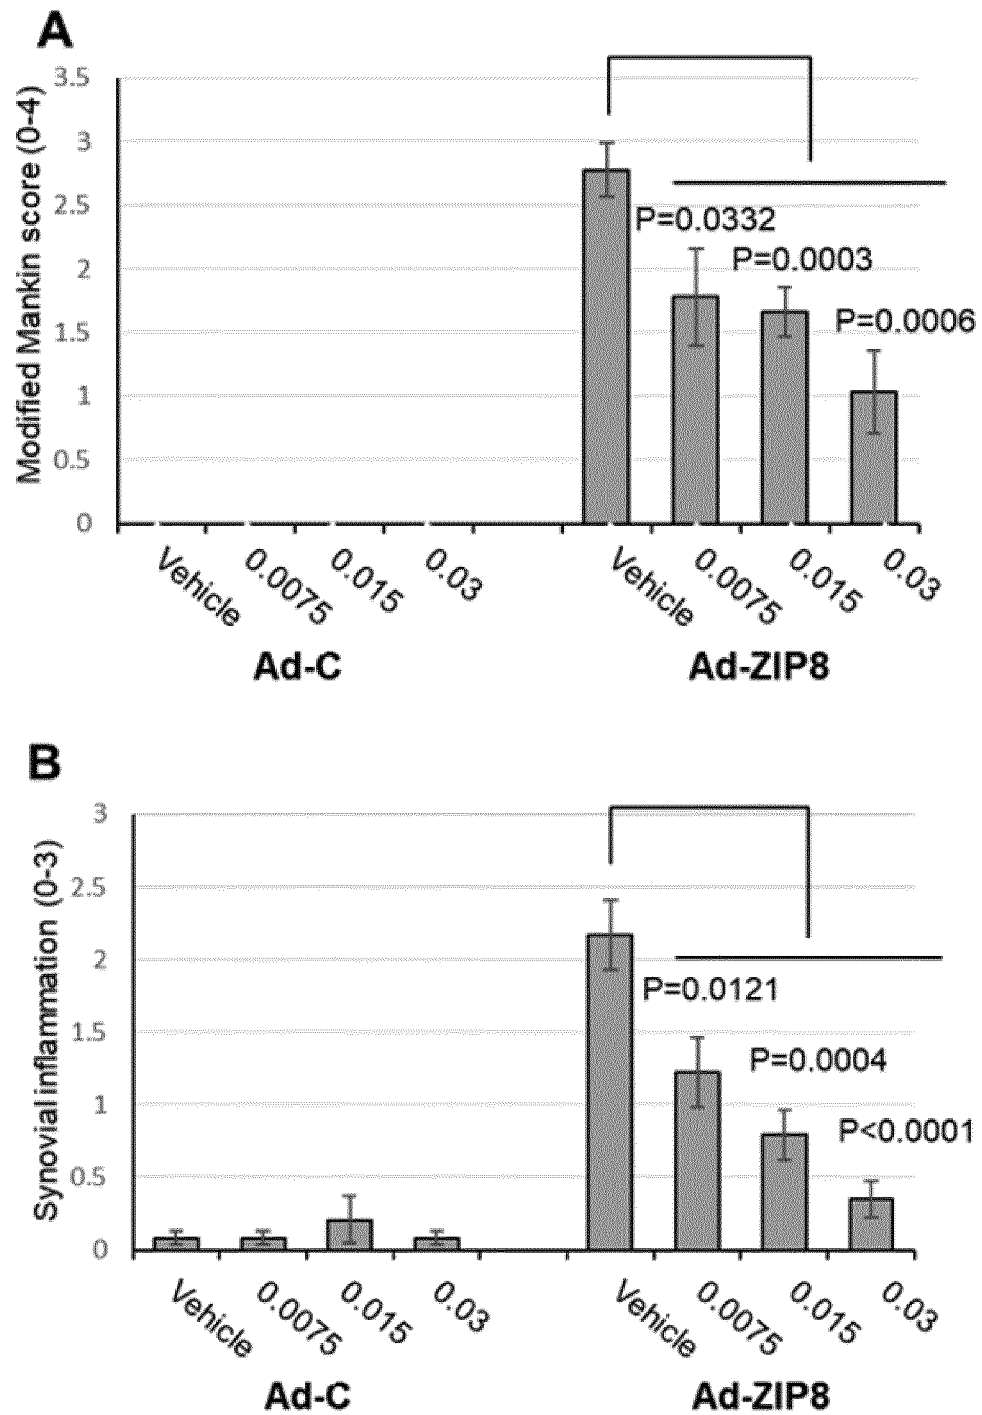 A
Modified Mankin score (0-4)
3.5
3
2.5
2
1.5
1
0.5
0
P=0.0332
P=0.0003
P=0.0006
Vehicle
0.0075
0.015
0.03
Vehicle
0.0075
0.015
0.03
Ad-C
Ad-ZIP8
B
Synovial inflammation (0-3)
3
2.5
2
1.5
1
0.5
0
P=0.0121
P=0.0004
P<0.0001
Vehicle
0.0075
0.015
0.03
Vehicle
0.0075
0.015
0.03
Ad-C
Ad-ZIP8